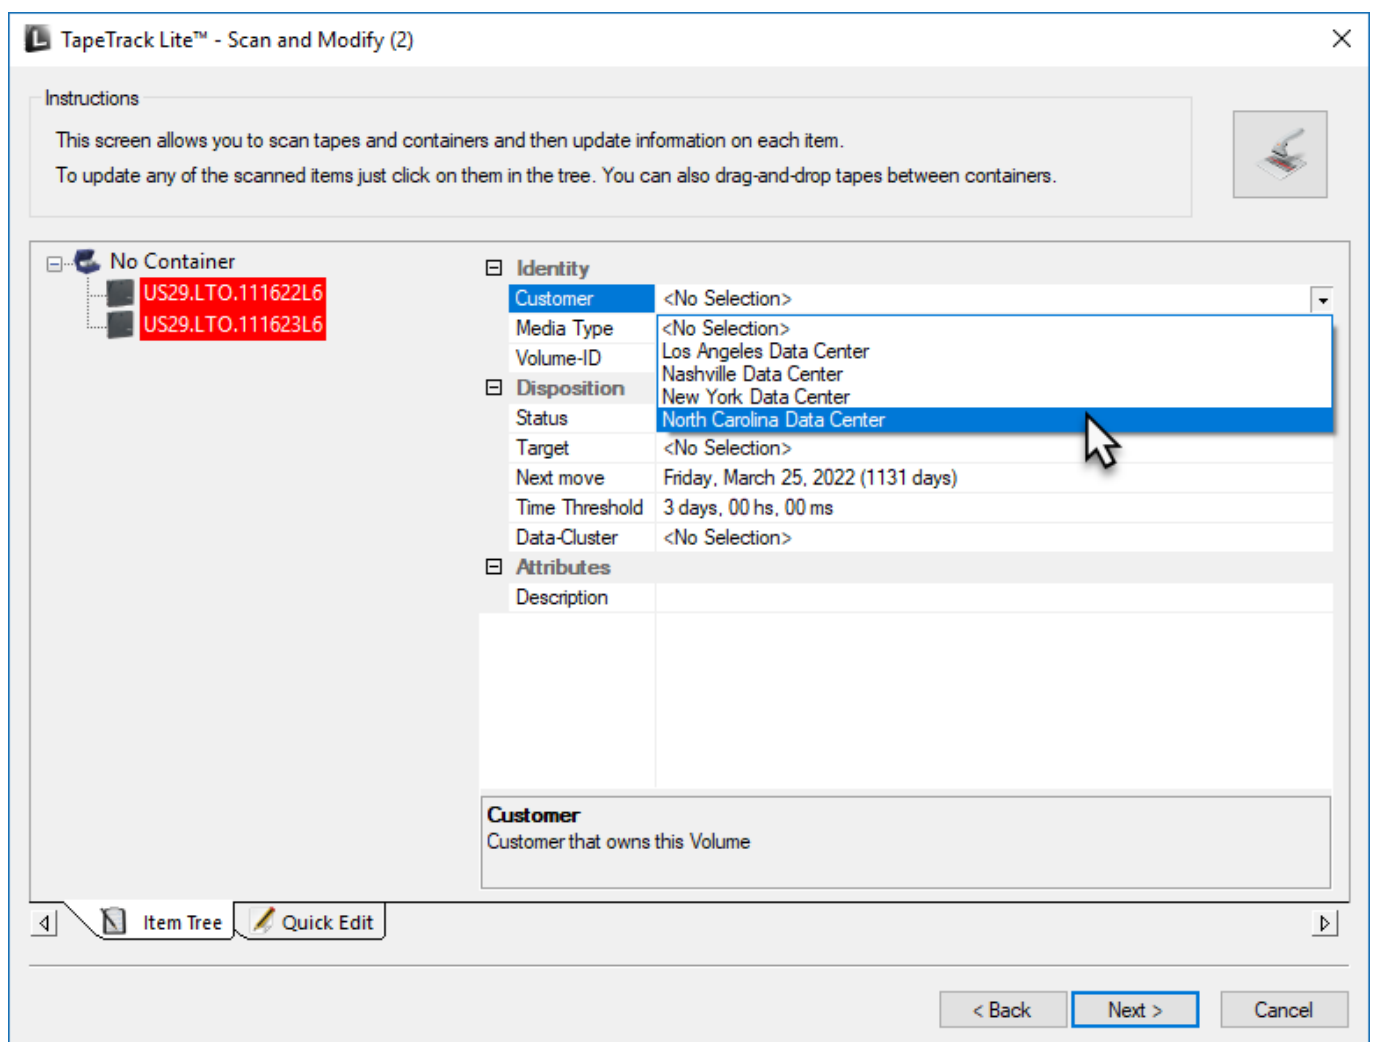 TapeTrack Lite™ - Scan and Modify (2)
Instructions
This screen allows you to scan tapes and containers and then update information on each item.
To update any of the scanned items just click on them in the tree. You can also drag-and-drop tapes between containers.
No Container
US29.LTO.111622L6
US29.LTO.111623L6
Identity
Customer <No Selection>
Media Type <No Selection>
Los Angeles Data Center
Volume-ID
Nashville Data Center
Disposition
New York Data Center
Status North Carolina Data Center
Target <No Selection>
Next move Friday, March 25, 2022 (1131 days)
Time Threshold 3 days, 00 hs, 00 ms
Data-Cluster <No Selection>
Attributes
Description
Customer
Customer that owns this Volume
Item Tree Quick Edit
< Back Next > Cancel